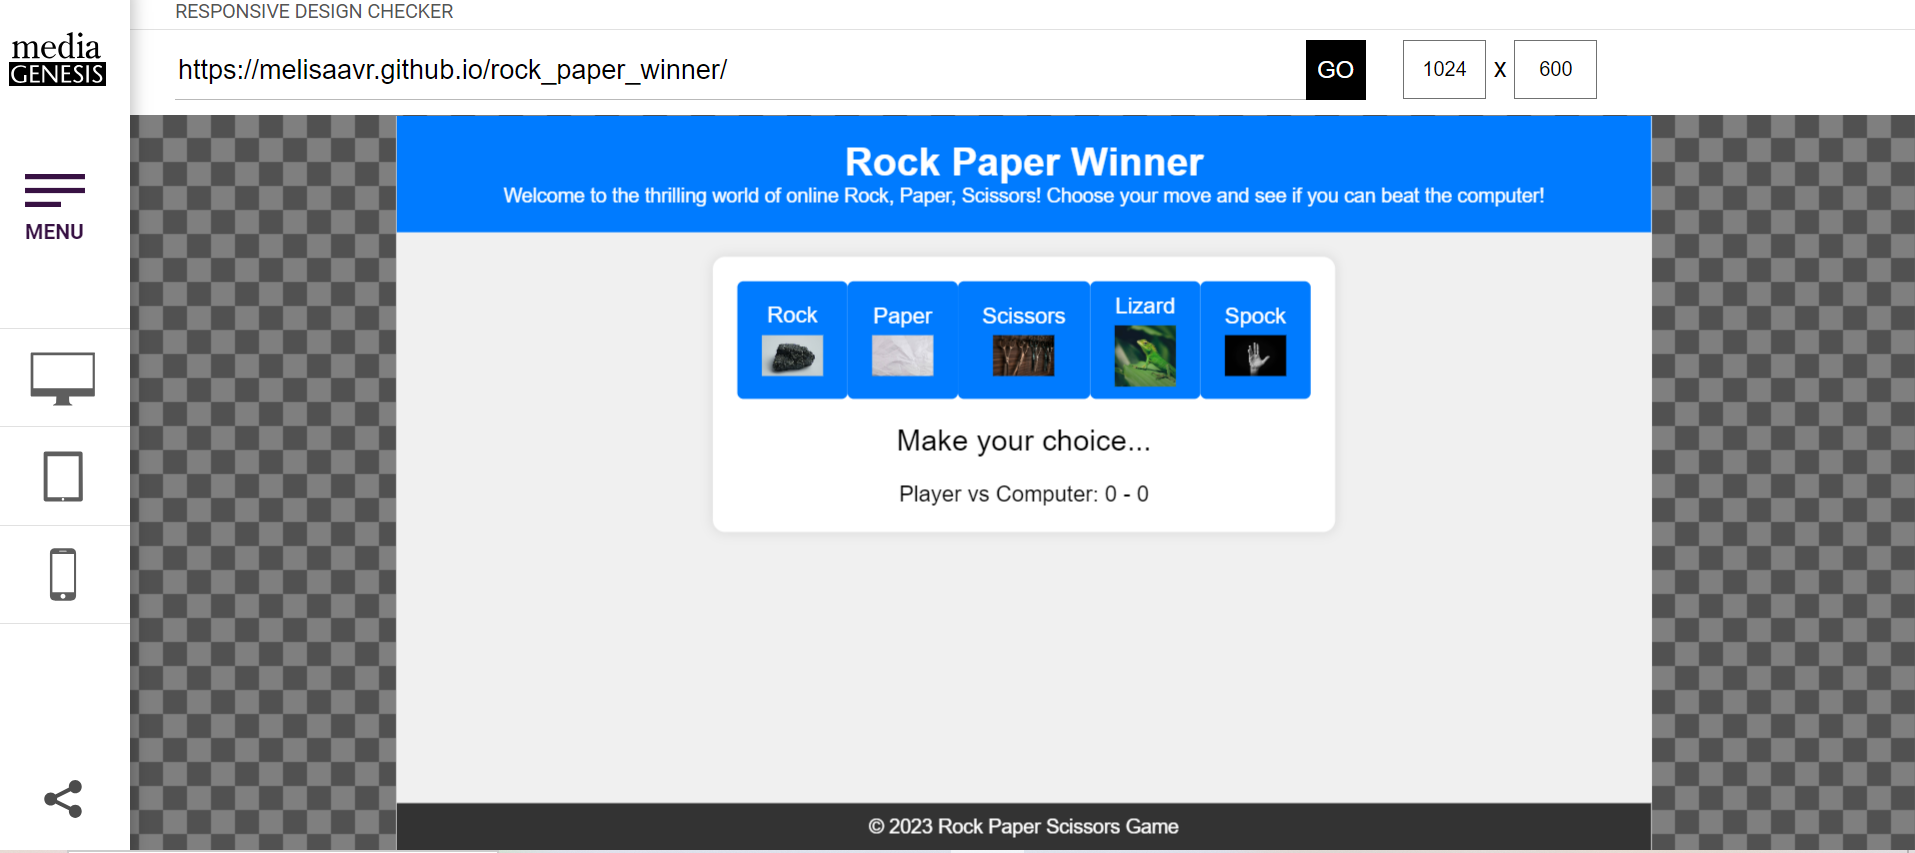 RESPONSIVE DESIGN CHECKER
media
GENESIS
https://melisaavr.github.io/rock_paper_winner/
GO
1024 x 600
MENU
Rock Paper Winner
Welcome to the thrilling world of online Rock, Paper, Scissors! Choose your move and see if you can beat the computer!
Rock Paper Scissors Lizard Spock
Make your choice...
Player vs Computer: 0 - 0
© 2023 Rock Paper Scissors Game